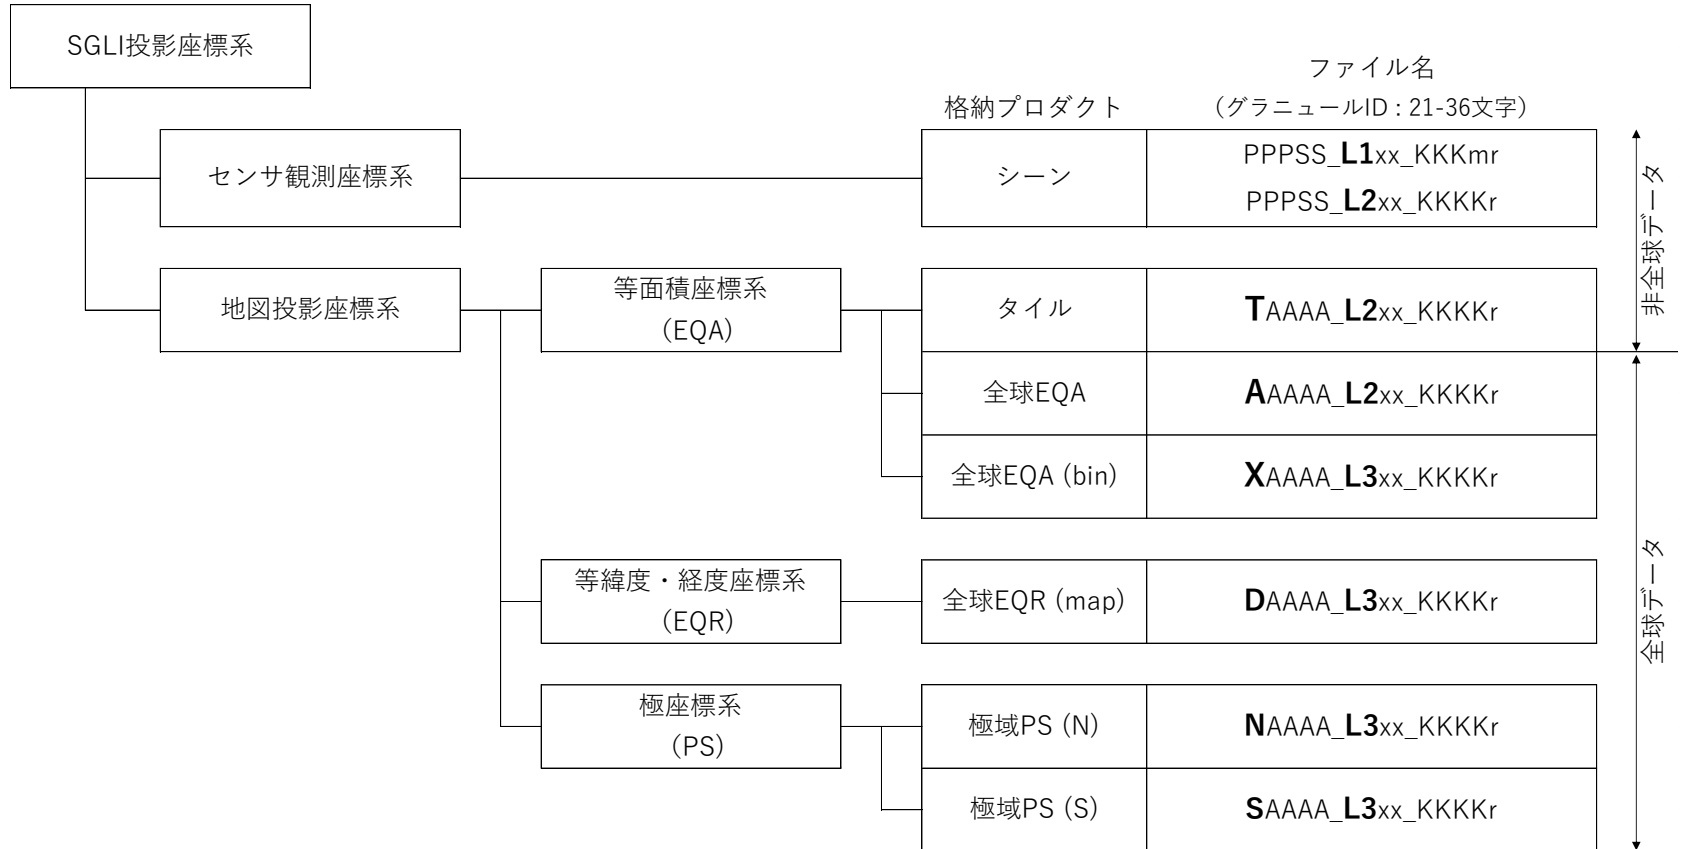 SGLI投影座標系
ファイル名
格納プロダクト
（グラニュールID : 21-36文字）
センサ観測座標系
シーン
PPPSS_L1xx_KKKmr
PPPSS_L2xx_KKKKr
非全球データ
地図投影座標系
等面積座標系
(EQA)
タイル
TAAAA_L2xx_KKKKr
全球EQA
AAAAA_L2xx_KKKKr
全球EQA (bin)
XAAAA_L3xx_KKKKr
全球データ
等緯度・経度座標系
(EQR)
全球EQR (map)
DAAAA_L3xx_KKKKr
極座標系
(PS)
極域PS (N)
NAAAA_L3xx_KKKKr
極域PS (S)
SAAAA_L3xx_KKKKr